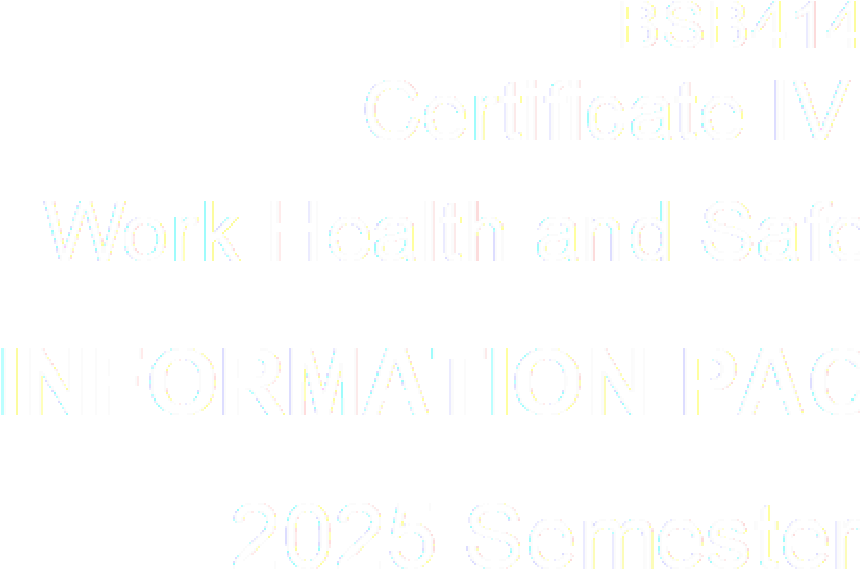 BSB414
Certificate IV
Work Health and Safe
INFORMATION PAC
2025 Semester